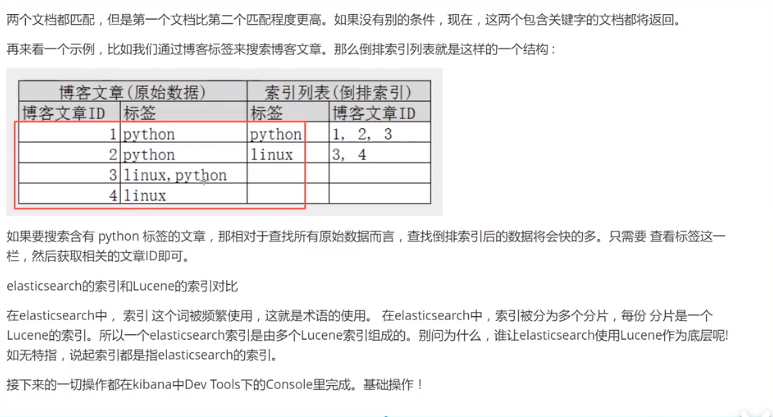 两个文档都匹配，但是第一个文档比第二个匹配程度更高。如果没有别的条件，现在，这两个包含关键字的文档都将返回。
再来看一个示例，比如我们通过博客标签来搜索博客文章。那么倒排索引列表就是这样的一个结构：
博客文章(原始数据) 索引列表(倒排索引)
博客文章ID 标签 标签 博客文章ID
1 python python 1, 2, 3
2 python linux 3, 4
3 linux,python
4 linux
如果要搜索含有 python 标签的文章，那相对于查找所有原始数据而言，查找倒排索引后的数据将会快的多。只需要 查看标签这一
栏，然后获取相关的文章ID即可。
elasticsearch的索引和Lucene的索引对比
在elasticsearch中， 索引 这个词被频繁使用，这就是术语的使用。 在elasticsearch中，索引被分为多个分片，每份 分片是一个
Lucene的索引。所以一个elasticsearch索引是由多个Lucene索引组成的。别问为什么，谁让elasticsearch使用Lucene作为底层呢!
如无特指，说起索引都是指elasticsearch的索引。
接下来的一切操作都在kibana中Dev Tools下的Console里完成。基础操作！